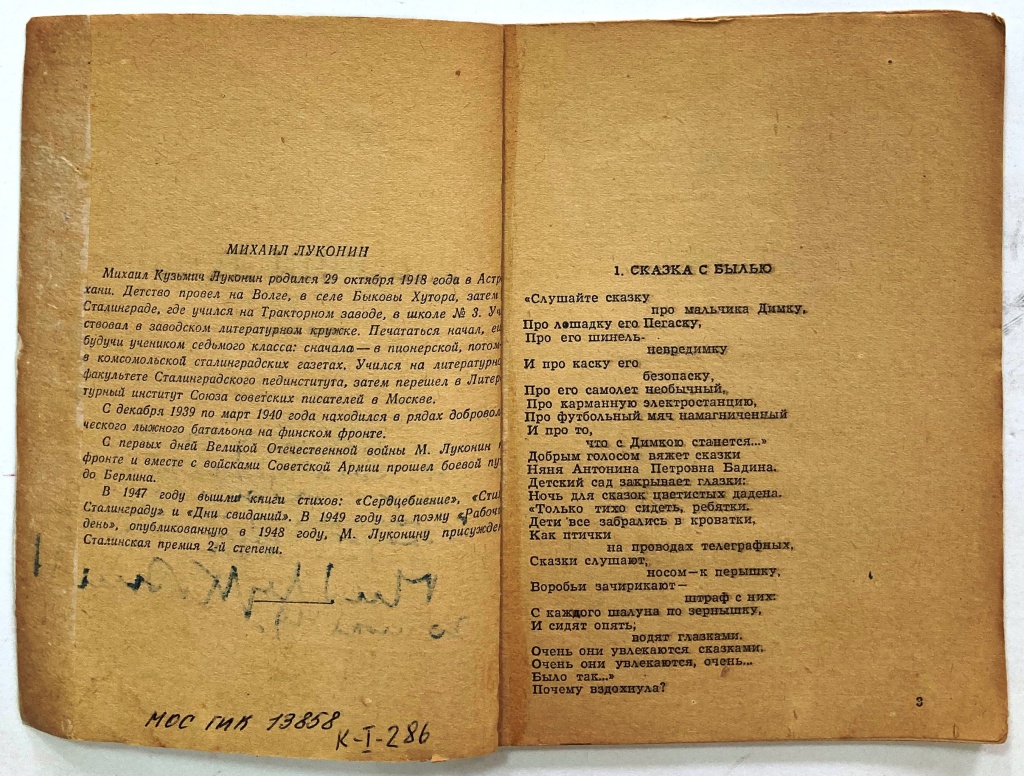 МИХАИЛ ЛУКОНИН
Михаил Кузьмич Луконин родился 29 октября 1918 года в Астр
хани. Детство провел на Волге, в селе Быковы Хутора, затем
Сталинграде, где учился на Тракторном заводе, в школе № 3. Уч
ствовал в заводском литературном кружке. Печататься начал, ещ
будучи учеником седьмого класса: сначала — в пионерской, потом
в комсомольской сталинградских газетах. Учился на литературно
факультете Сталинградского пединститута, затем перешел в Литер
турный институт Союза советских писателей в Москве.
С декабря 1939 по март 1940 года находился в рядах добровол
ческого лыжного батальона на финском фронте.
С первых дней Великой Отечественной войны М. Луконин н
фронте и вместе с войсками Советской Армии прошел боевой пу
до Берлина.
В 1947 году вышли книги стихов: «Сердцебиение», «Сти
Сталинграду» и «Дни свиданий». В 1949 году за поэму «Рабоч
день», опубликованную в 1948 году, М. Луконину присужде
Сталинская премия 2-й степени.
МОС ГИК 13858
К-I-286
1. СКАЗКА С БЫЛЬЮ
«Слушайте сказку
про мальчика Димку,
Про лошадку его Пегаску,
Про его шинель-
невредимку
И про каску его
безопаску,
Про его самолет необычный,
Про карманную электростанцию,
Про футбольный мяч намагниченный
И про то,
что с Димкою станется...»
Добрым голосом вяжет сказки
Няня Антонина Петровна Бадина.
Детский сад закрывает глазки:
Ночь для сказок цветистых дадена.
«Только тихо сидеть, ребятки.
Дети все забрались в кроватки,
Как птички
на проводах телеграфных,
Сказки слушают,
носом—к перышку,
Воробьи зачирикают—
штраф с них:
С каждого шалуна по зернышку,
И сидят опять,
водят глазками.
Очень они увлекаются сказками.
Очень они увлекаются, очень...
Было так...»
Почему вздохнула?
3